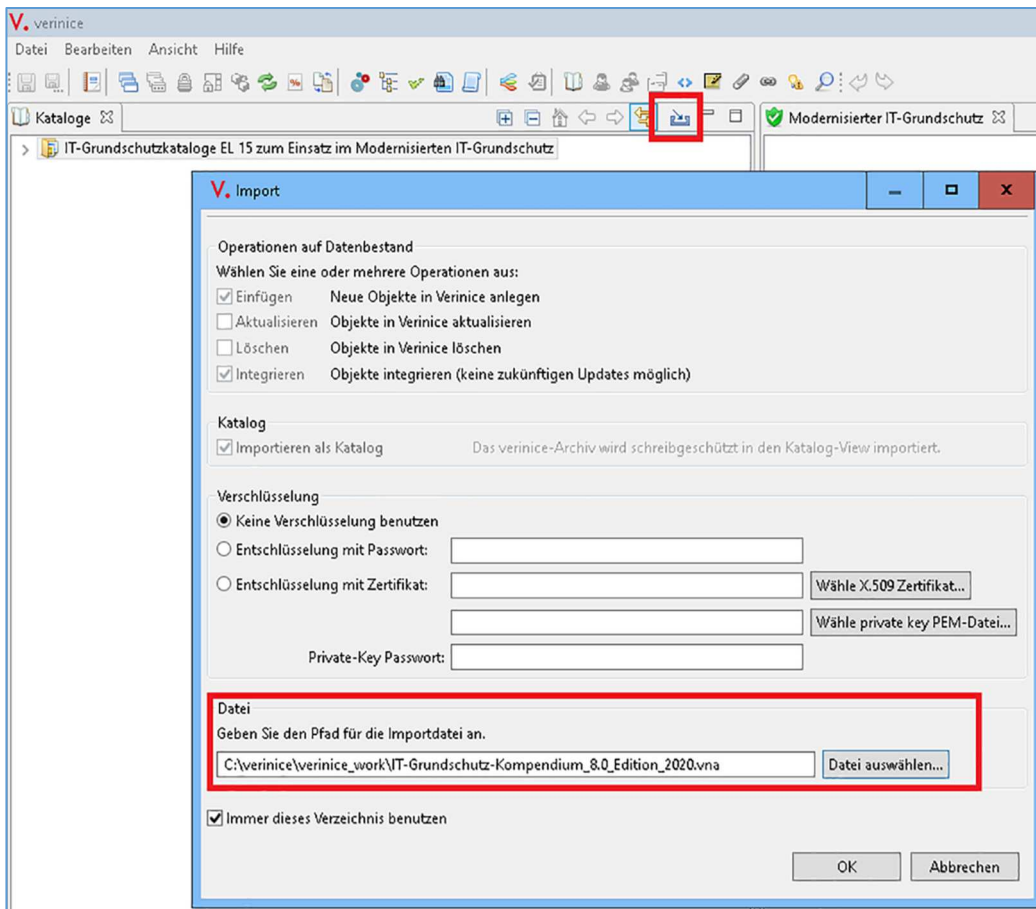 V. verinice
Datei Bearbeiten Ansicht Hilfe
Kataloge
Modernisierter IT-Grundschutz
IT-Grundschutzkataloge EL 15 zum Einsatz im Modernisierten IT-Grundschutz
V. Import
Operationen auf Datenbestand
Wählen Sie eine oder mehrere Operationen aus:
Einfügen Neue Objekte in Verinice anlegen
Aktualisieren Objekte in Verinice aktualisieren
Löschen Objekte in Verinice löschen
Integrieren Objekte integrieren (keine zukünftigen Updates möglich)
Katalog
Importieren als Katalog Das verinice-Archiv wird schreibgeschützt in den Katalog-View importiert.
Verschlüsselung
Keine Verschlüsselung benutzen
Entschlüsselung mit Passwort:
Entschlüsselung mit Zertifikat: Wähle X.509 Zertifikat...
Wähle private key PEM-Datei...
Private-Key Passwort:
Datei
Geben Sie den Pfad für die Importdatei an.
C:\verinice\verinice_work\IT-Grundschutz-Kompendium_8.0_Edition_2020.vna Datei auswählen...
Immer dieses Verzeichnis benutzen
OK Abbrechen